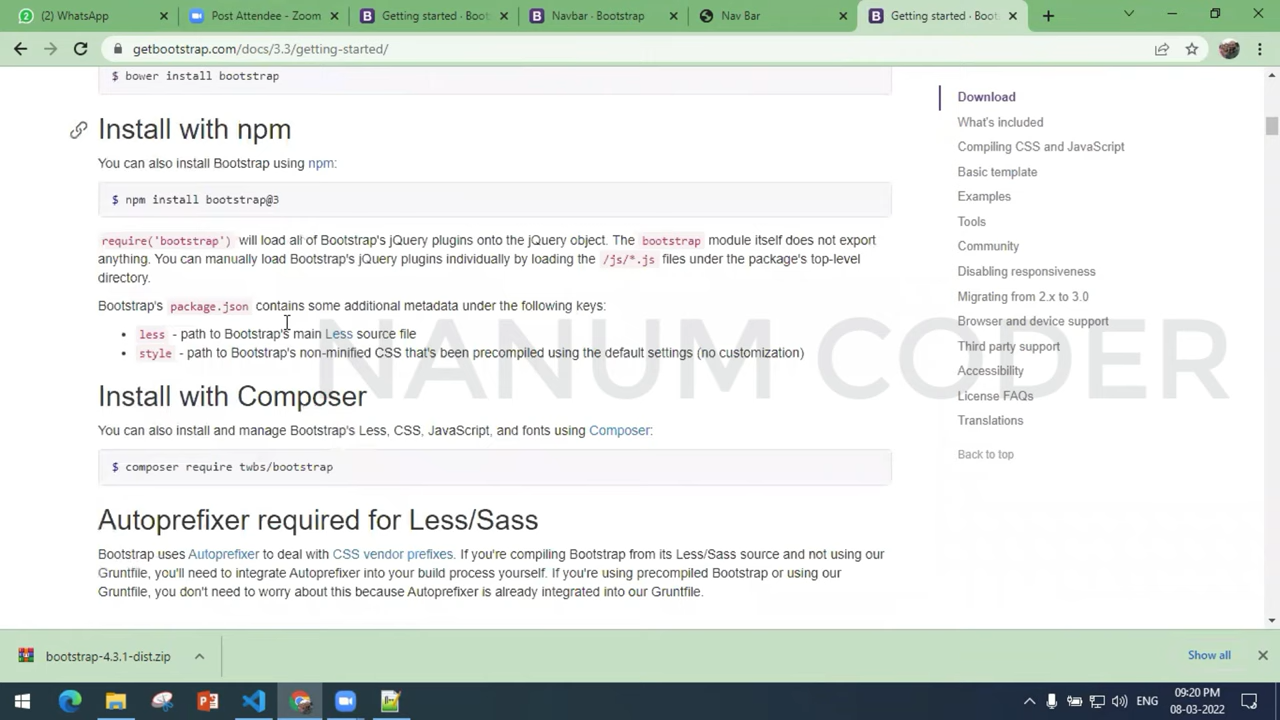 (2) WhatsApp
Post Attendee - Zoom
Getting started · Boots
Navbar · Bootstrap
Nav Bar
Getting started · Boots
getbootstrap.com/docs/3.3/getting-started/
$ bower install bootstrap
Install with npm
You can also install Bootstrap using npm:
$ npm install bootstrap@3
require('bootstrap') will load all of Bootstrap's jQuery plugins onto the jQuery object. The bootstrap module itself does not export
anything. You can manually load Bootstrap's jQuery plugins individually by loading the /js/*.js files under the package's top-level
directory.
Bootstrap's package.json contains some additional metadata under the following keys:
• less - path to Bootstrap's main Less source file
• style - path to Bootstrap's non-minified CSS that's been precompiled using the default settings (no customization)
Install with Composer
You can also install and manage Bootstrap's Less, CSS, JavaScript, and fonts using Composer:
$ composer require twbs/bootstrap
Autoprefixer required for Less/Sass
Bootstrap uses Autoprefixer to deal with CSS vendor prefixes. If you're compiling Bootstrap from its Less/Sass source and not using our
Gruntfile, you'll need to integrate Autoprefixer into your build process yourself. If you're using precompiled Bootstrap or using our
Gruntfile, you don't need to worry about this because Autoprefixer is already integrated into our Gruntfile.
Download
What's included
Compiling CSS and JavaScript
Basic template
Examples
Tools
Community
Disabling responsiveness
Migrating from 2.x to 3.0
Browser and device support
Third party support
Accessibility
License FAQs
Translations
Back to top
NANUM CODER
bootstrap-4.3.1-dist.zip
Show all
ENG
09:20 PM
08-03-2022